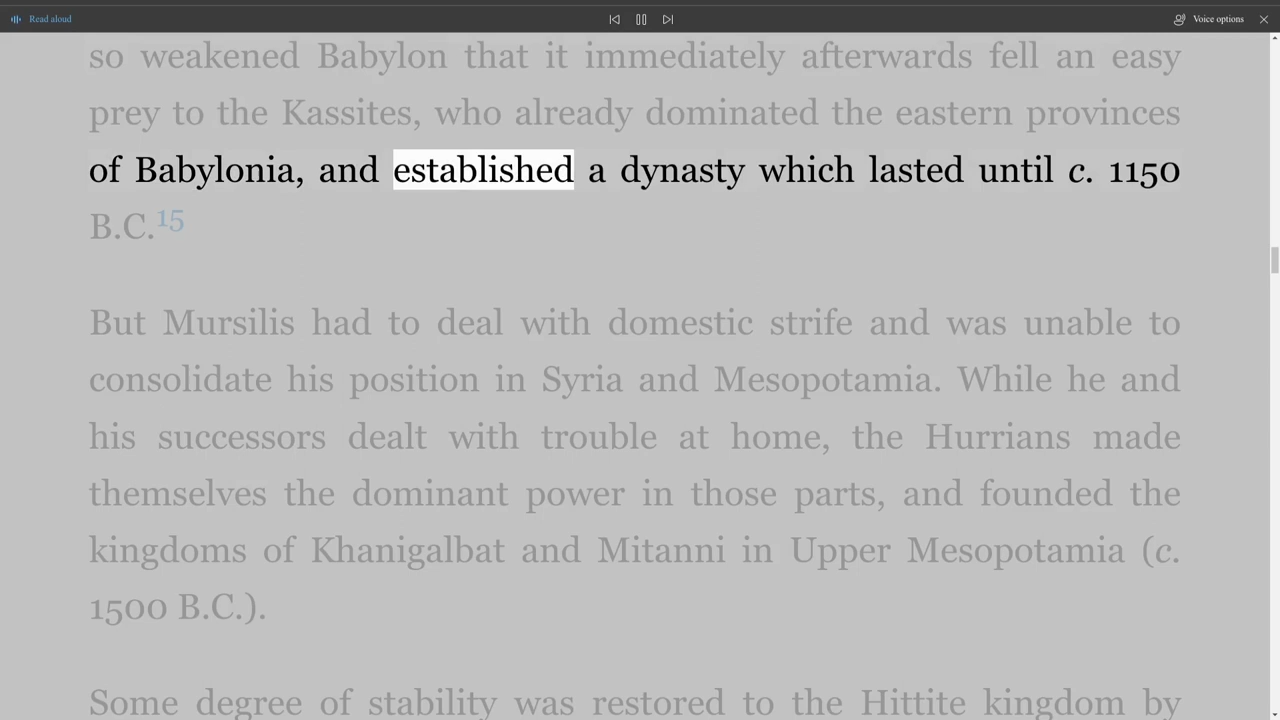 Read aloud
Voice options
so weakened Babylon that it immediately afterwards fell an easy
prey to the Kassites, who already dominated the eastern provinces
of Babylonia, and established a dynasty which lasted until c. 1150
B.C.15
But Mursilis had to deal with domestic strife and was unable to
consolidate his position in Syria and Mesopotamia. While he and
his successors dealt with trouble at home, the Hurrians made
themselves the dominant power in those parts, and founded the
kingdoms of Khanigalbat and Mitanni in Upper Mesopotamia (c.
1500 B.C.).
Some degree of stability was restored to the Hittite kingdom by